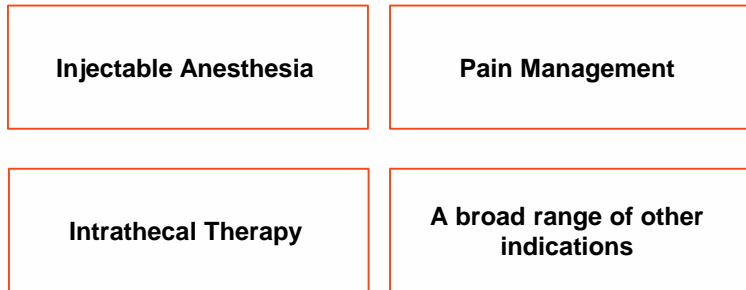 Injectable Anesthesia
Pain Management
Intrathecal Therapy
A broad range of other
indications